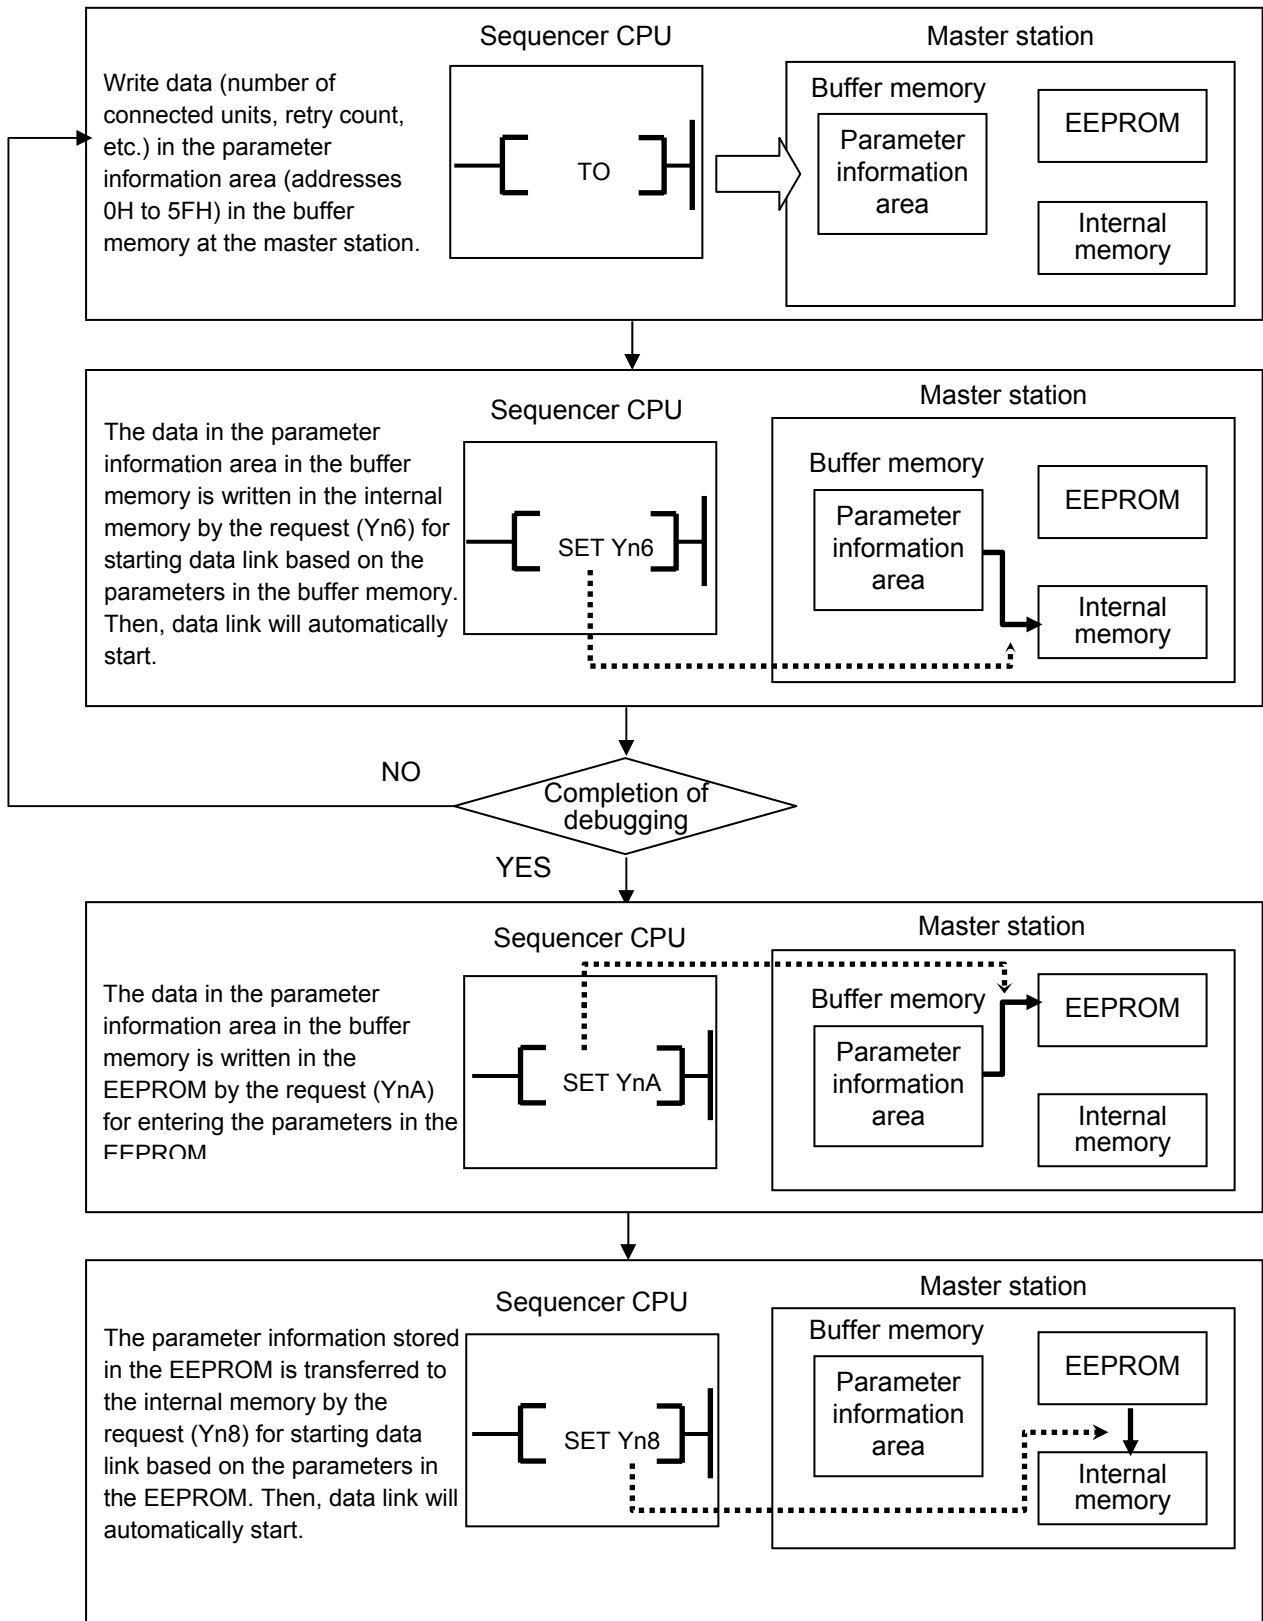 Sequencer CPU
Master station
Write data (number of
connected units, retry count,
etc.) in the parameter
information area (addresses
0H to 5FH) in the buffer
memory at the master station.
TO
Buffer memory
Parameter
information
area
EEPROM
Internal
memory
Sequencer CPU
Master station
The data in the parameter
information area in the buffer
memory is written in the internal
memory by the request (Yn6) for
starting data link based on the
parameters in the buffer memory.
Then, data link will automatically
start.
SET Yn6
Buffer memory
Parameter
information
area
EEPROM
Internal
memory
NO
Completion of
debugging
YES
Sequencer CPU
Master station
The data in the parameter
information area in the buffer
memory is written in the
EEPROM by the request (YnA)
for entering the parameters in the
EEPROM
SET YnA
Buffer memory
Parameter
information
area
EEPROM
Internal
memory
Sequencer CPU
Master station
The parameter information stored
in the EEPROM is transferred to
the internal memory by the
request (Yn8) for starting data
link based on the parameters in
the EEPROM. Then, data link will
automatically start.
SET Yn8
Buffer memory
Parameter
information
area
EEPROM
Internal
memory